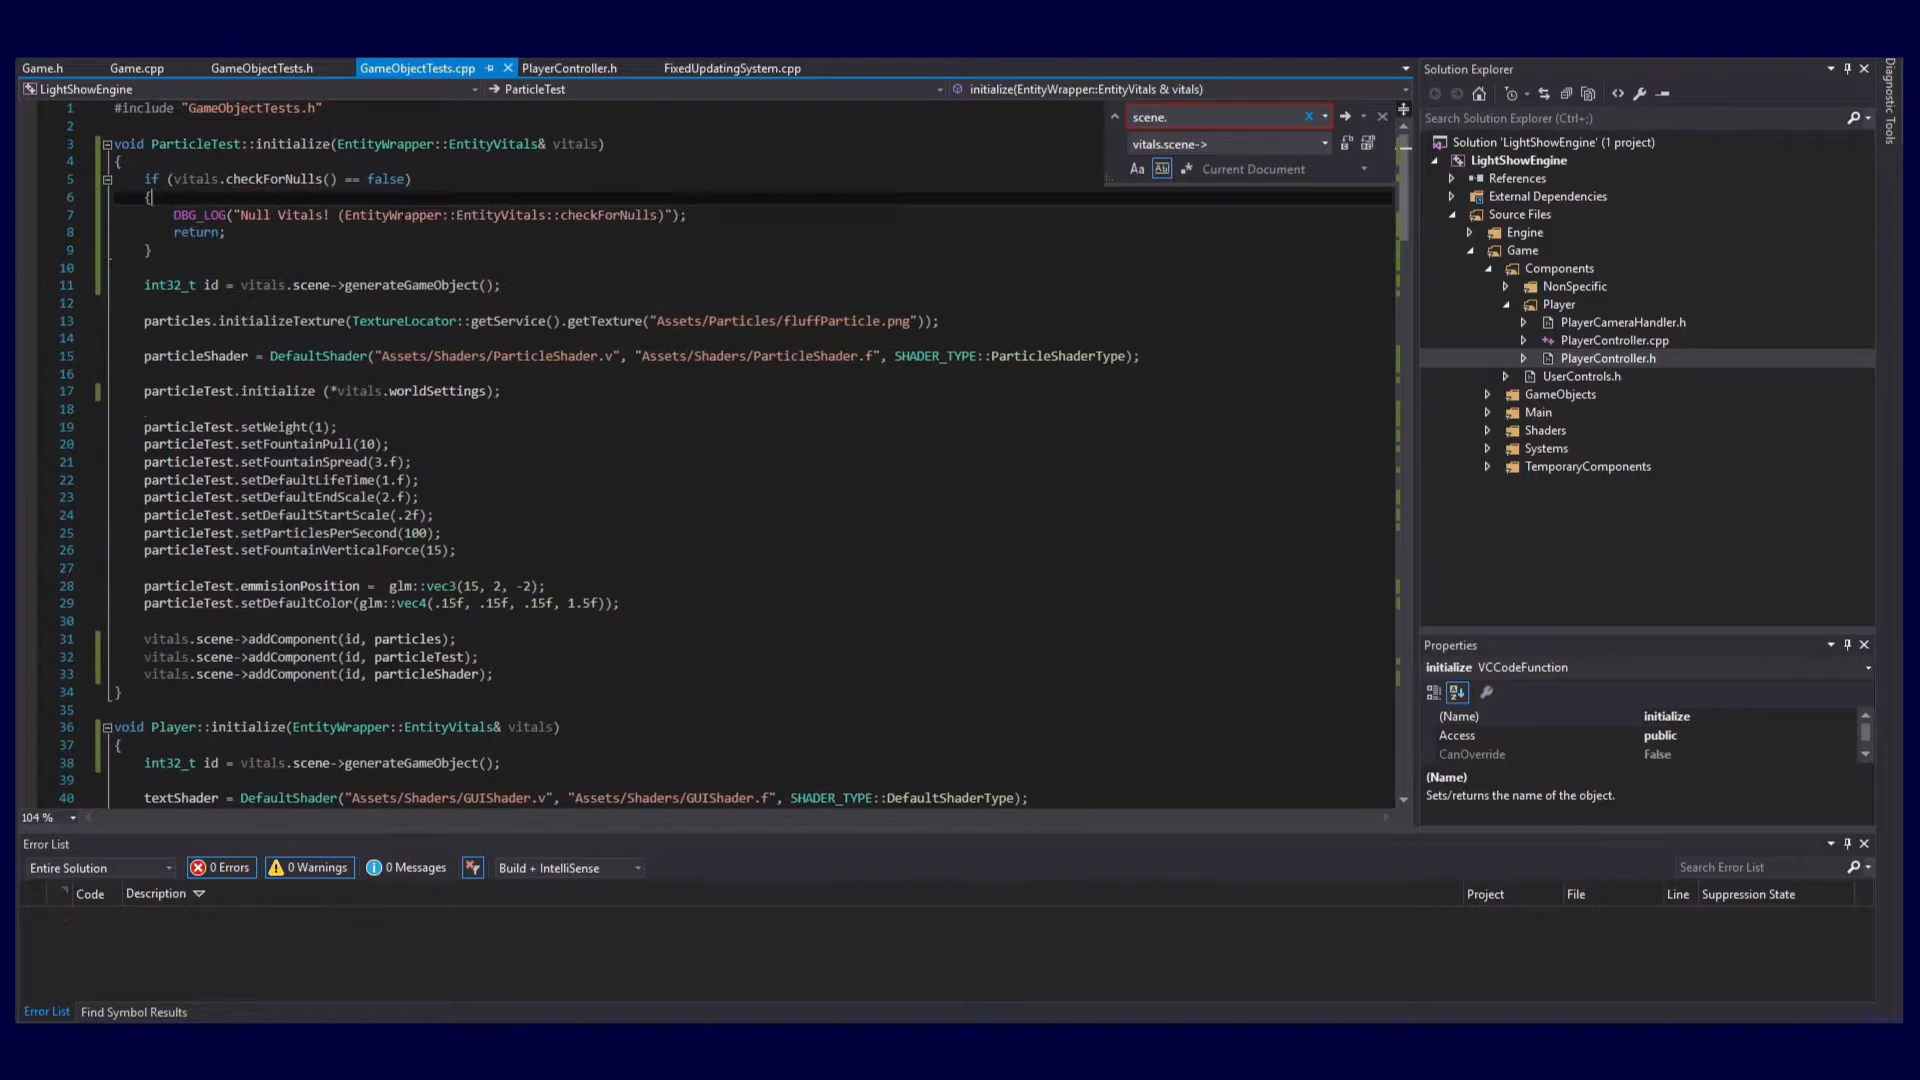 Game.h Game.cpp GameObjectTests.h GameObjectTests.cpp PlayerController.h FixedUpdatingSystem.cpp
LightShowEngine ParticleTest initialize(EntityWrapper::EntityVitals & vitals)
scene.
vitals.scene->
Aa Current Document
1 #include "GameObjectTests.h"
2
3 void ParticleTest::initialize(EntityWrapper::EntityVitals& vitals)
4 {
5 if (vitals.checkForNulls() == false)
6 {
7 DBG_LOG("Null Vitals! (EntityWrapper::EntityVitals::checkForNulls)");
8 return;
9 }
10
11 int32_t id = vitals.scene->generateGameObject();
12
13 particles.initializeTexture(TextureLocator::getService().getTexture("Assets/Particles/fluffParticle.png"));
14
15 particleShader = DefaultShader("Assets/Shaders/ParticleShader.v", "Assets/Shaders/ParticleShader.f", SHADER_TYPE::ParticleShaderType);
16
17 particleTest.initialize (*vitals.worldSettings);
18
19 particleTest.setWeight(1);
20 particleTest.setFountainPull(10);
21 particleTest.setFountainSpread(3.f);
22 particleTest.setDefaultLifeTime(1.f);
23 particleTest.setDefaultEndScale(2.f);
24 particleTest.setDefaultStartScale(.2f);
25 particleTest.setParticlesPerSecond(100);
26 particleTest.setFountainVerticalForce(15);
27
28 particleTest.emmisionPosition = glm::vec3(15, 2, -2);
29 particleTest.setDefaultColor(glm::vec4(.15f, .15f, .15f, 1.5f));
30
31 vitals.scene->addComponent(id, particles);
32 vitals.scene->addComponent(id, particleTest);
33 vitals.scene->addComponent(id, particleShader);
34 }
35
36 void Player::initialize(EntityWrapper::EntityVitals& vitals)
37 {
38 int32_t id = vitals.scene->generateGameObject();
39
40 textShader = DefaultShader("Assets/Shaders/GUIShader.v", "Assets/Shaders/GUIShader.f", SHADER_TYPE::DefaultShaderType);
104 %
Solution Explorer
Search Solution Explorer (Ctrl+;)
Solution 'LightShowEngine' (1 project)
LightShowEngine
References
External Dependencies
Source Files
Engine
Game
Components
NonSpecific
Player
PlayerCameraHandler.h
PlayerController.cpp
PlayerController.h
UserControls.h
GameObjects
Main
Shaders
Systems
TemporaryComponents
Diagnostic Tools
Properties
initialize VCCodeFunction
(Name) initialize
Access public
CanOverride False
(Name)
Sets/returns the name of the object.
Error List
Entire Solution 0 Errors 0 Warnings 0 Messages Build + IntelliSense Search Error List
Code Description Project File Line Suppression State
Error List Find Symbol Results